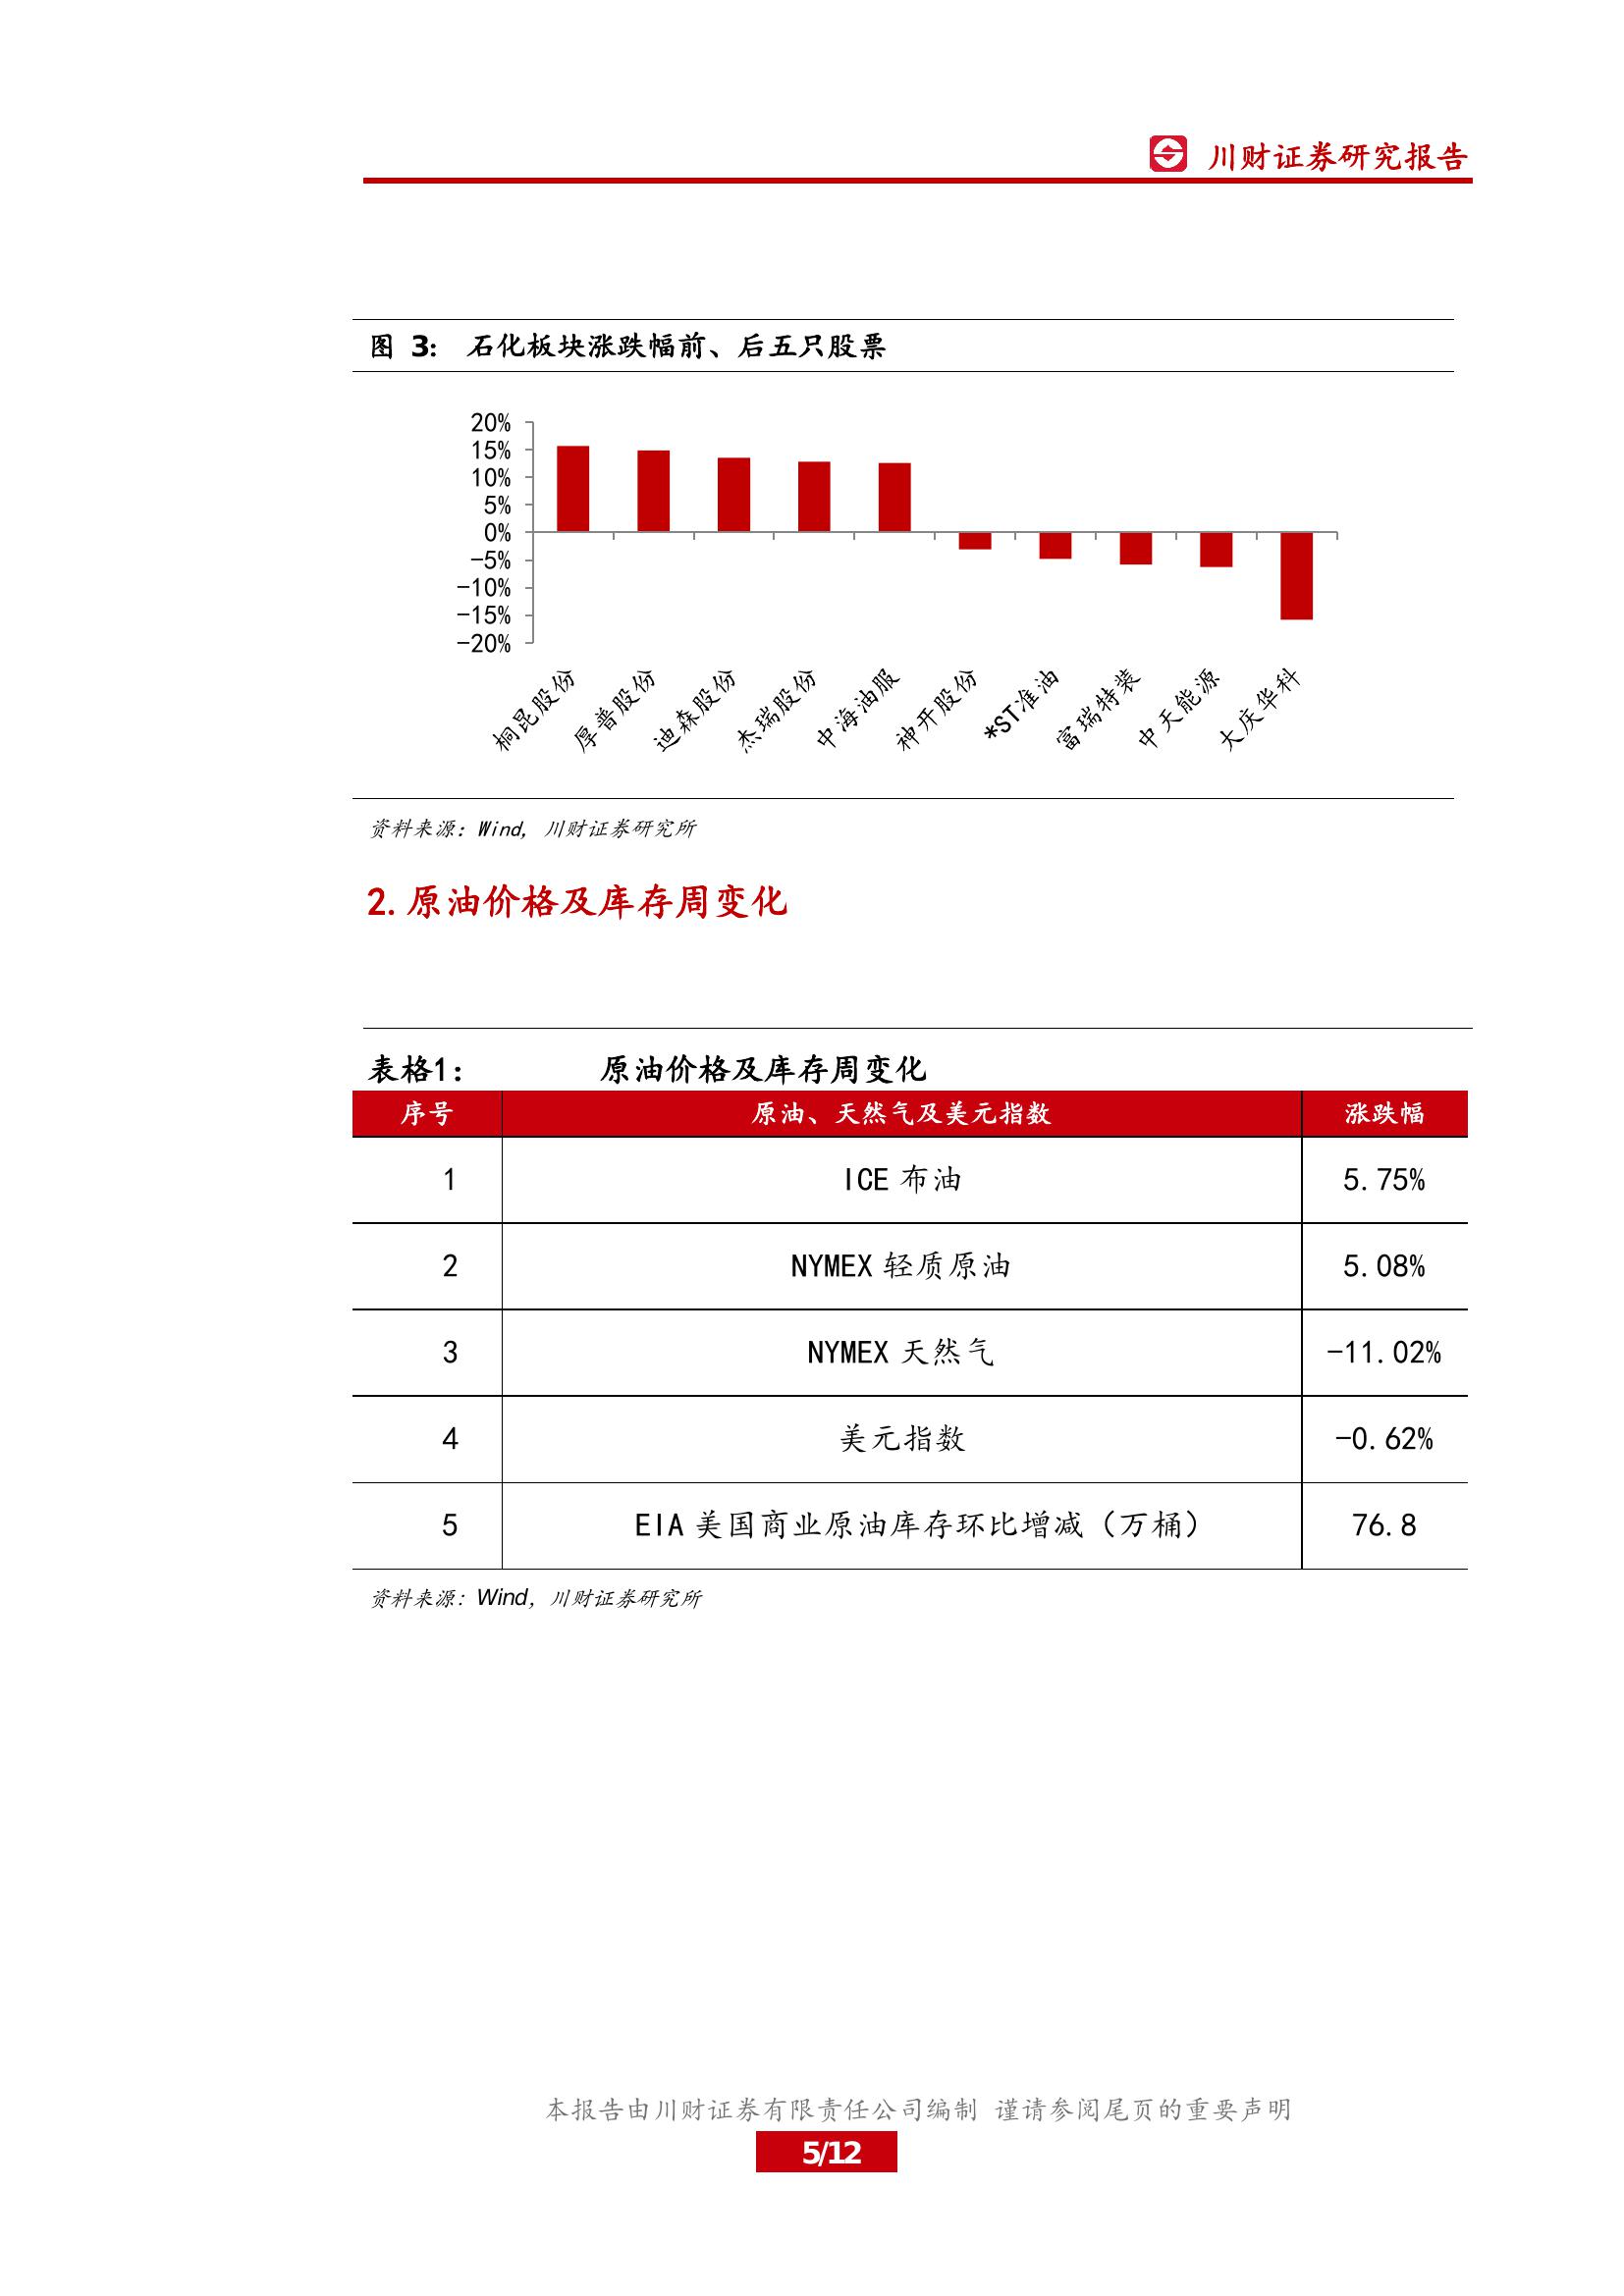 川财证券研究报告
图 3: 石化板块涨跌幅前、后五只股票
20%
15%
10%
5%
0%
-5%
-10%
-15%
-20%
桐昆股份 厚普股份 迪森股份 杰瑞股份 中海油服 神开股份 *ST准油 富瑞特装 中天能源 大庆华科
资料来源：Wind，川财证券研究所
2.原油价格及库存周变化
表格1： 原油价格及库存周变化
序号 原油、天然气及美元指数 涨跌幅
1 ICE 布油 5.75%
2 NYMEX 轻质原油 5.08%
3 NYMEX 天然气 -11.02%
4 美元指数 -0.62%
5 EIA 美国商业原油库存环比增减（万桶） 76.8
资料来源：Wind，川财证券研究所
本报告由川财证券有限责任公司编制 谨请参阅尾页的重要声明
5/12